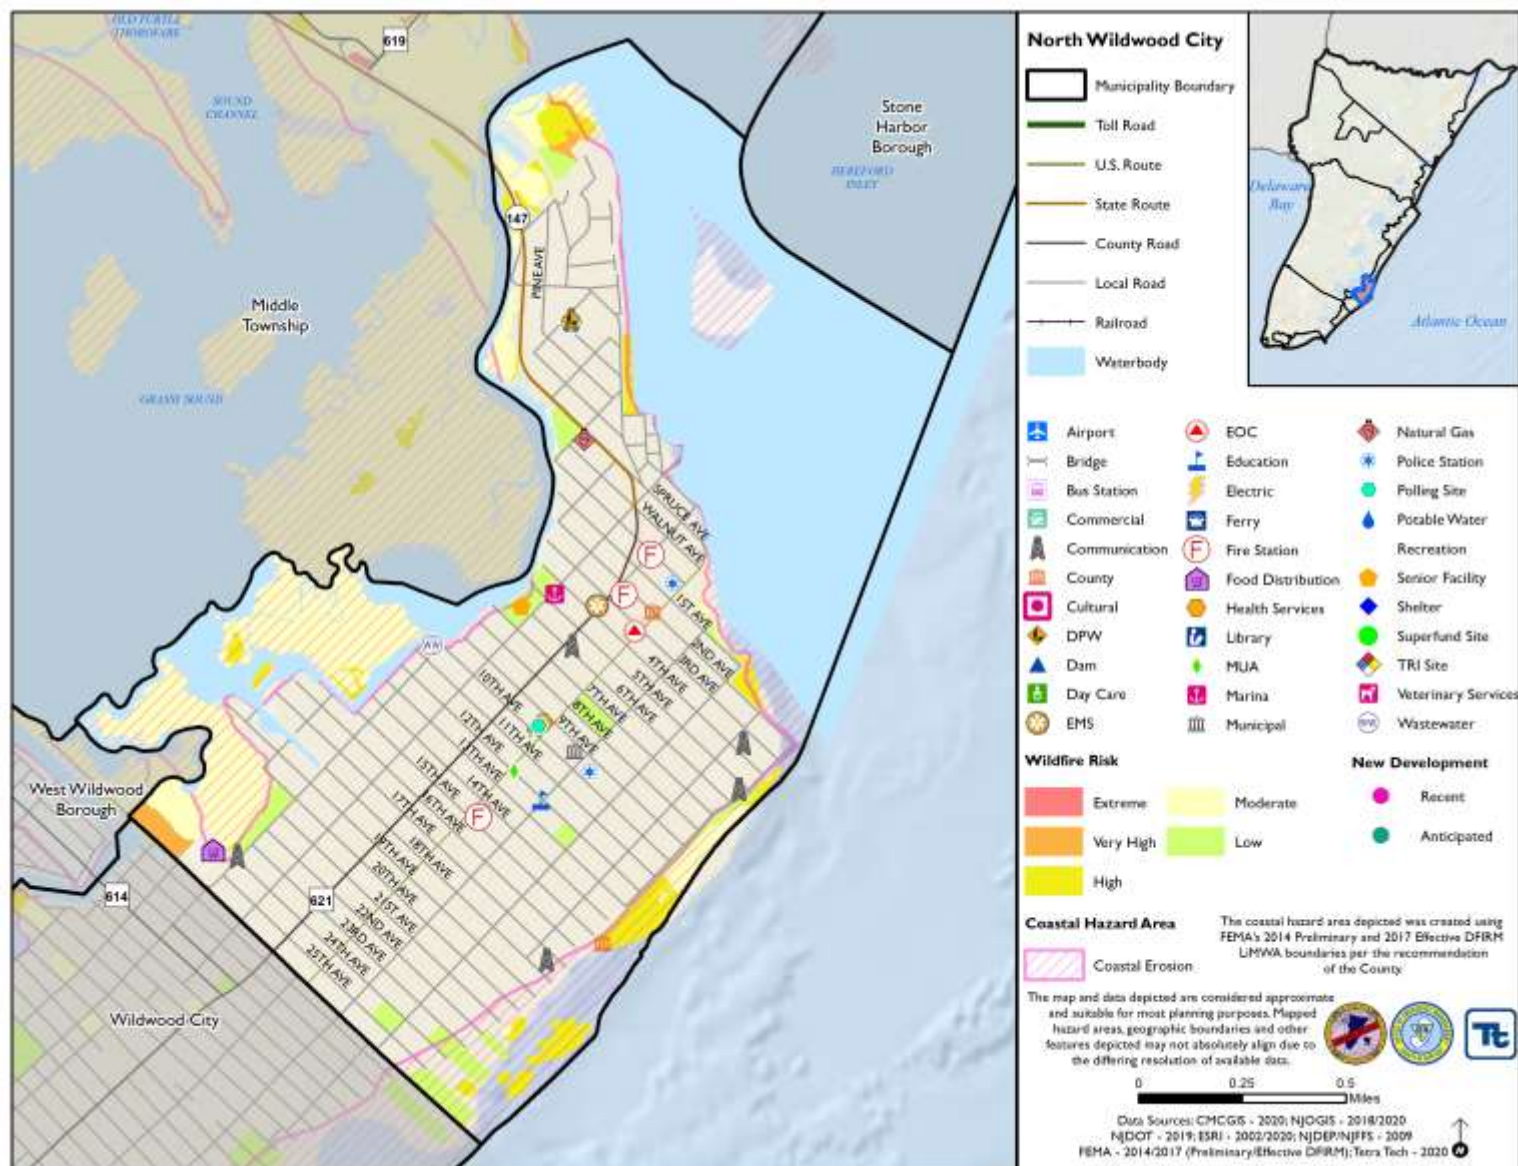 OLD TURTLE
THOROFARE
619
SOUND
CHANNEL
Stone
Harbor
Borough
HEREFORD
INLET
147
PINE AVE
Middle
Township
GRASSY SOUND
SPRUCE AVE
WALNUT AVE
1ST AVE
2ND AVE
3RD AVE
4TH AVE
5TH AVE
6TH AVE
7TH AVE
8TH AVE
9TH AVE
10TH AVE
11TH AVE
12TH AVE
13TH AVE
14TH AVE
15TH AVE
16TH AVE
17TH AVE
18TH AVE
19TH AVE
20TH AVE
21ST AVE
22ND AVE
23RD AVE
24TH AVE
25TH AVE
F
F
F
West Wildwood
Borough
614
621
Wildwood City
North Wildwood City
Municipality Boundary
Toll Road
U.S. Route
State Route
County Road
Local Road
Railroad
Waterbody
Delaware
Bay
Atlantic Ocean
Airport
Bridge
Bus Station
Commercial
Communication
County
Cultural
DPW
Dam
Day Care
EMS
EOC
Education
Electric
Ferry
F Fire Station
Food Distribution
Health Services
Library
MUA
Marina
Municipal
Natural Gas
Police Station
Polling Site
Potable Water
Recreation
Senior Facility
Shelter
Superfund Site
TRI Site
Veterinary Services
Wastewater
Wildfire Risk
Extreme
Very High
High
Moderate
Low
New Development
Recent
Anticipated
Coastal Hazard Area
Coastal Erosion
The coastal hazard area depicted was created using
FEMA's 2014 Preliminary and 2017 Effective DFIRM
LiMWA boundaries per the recommendation
of the County.
The map and data depicted are considered approximate
and suitable for most planning purposes. Mapped
hazard areas, geographic boundaries and other
features depicted may not absolutely align due to
the differing resolution of available data.
Tt
0 0.25 0.5
Miles
Data Sources: CMCGIS - 2020; NJOGIS - 2018/2020
NJDOT - 2019; ESRI - 2002/2020; NJDEP/NJFFS - 2009
FEMA - 2014/2017 (Preliminary/Effective DFIRM); Tetra Tech - 2020
N